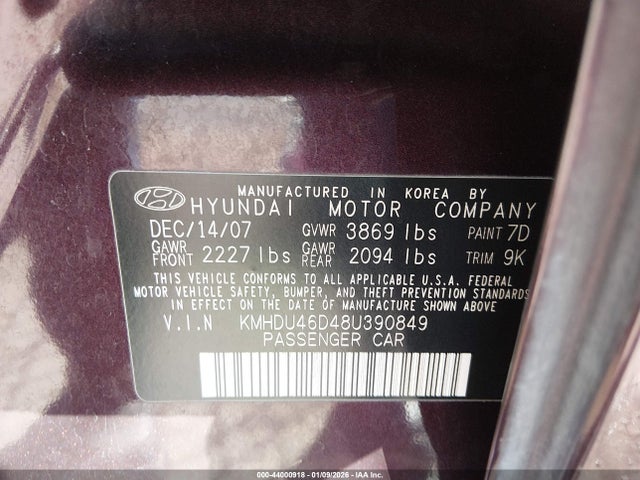 MANUFACTURED IN KOREA BY
HYUNDAI MOTOR COMPANY
DEC/14/07 GVWR 3869 lbs PAINT 7D
GAWR FRONT 2227 lbs GAWR REAR 2094 lbs TRIM 9K
THIS VEHICLE CONFORMS TO ALL APPLICABLE U.S.A. FEDERAL
MOTOR VEHICLE SAFETY, BUMPER, AND THEFT PREVENTION STANDARDS
IN EFFECT ON THE DATE OF MANUFACTURE SHOWN ABOVE
V.I.N KMHDU46D48U390849
PASSENGER CAR
000-44000918 - 01/09/2026 - IAA Inc.